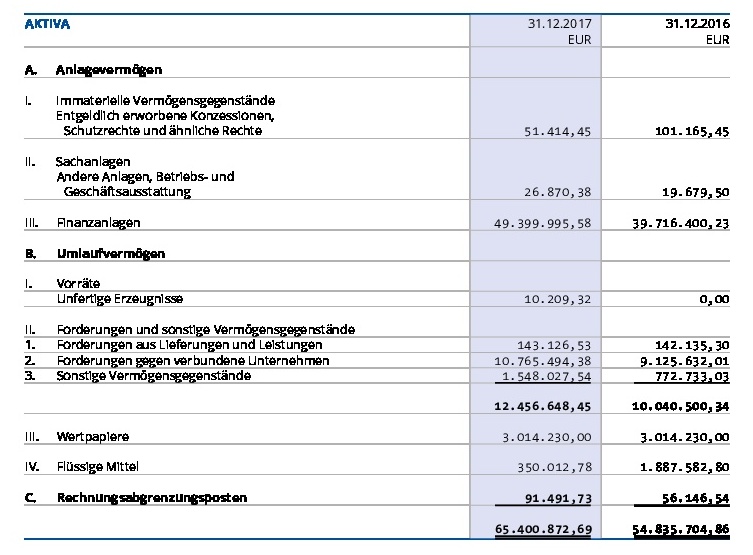 AKTIVA 31.12.2017 31.12.2016
EUR EUR
A. Anlagevermögen
I. Immaterielle Vermögensgegenstände
Entgeldlich erworbene Konzessionen,
Schutzrechte und ähnliche Rechte 51.414,45 101.165,45
II. Sachanlagen
Andere Anlagen, Betriebs- und
Geschäftsausstattung 26.870,38 19.679,50
III. Finanzanlagen 49.399.995,58 39.716.400,23
B. Umlaufvermögen
I. Vorräte
Unfertige Erzeugnisse 10.209,32 0,00
II. Forderungen und sonstige Vermögensgegenstände
1. Forderungen aus Lieferungen und Leistungen 143.126,53 142.135,30
2. Forderungen gegen verbundene Unternehmen 10.765.494,38 9.125.632,01
3. Sonstige Vermögensgegenstände 1.548.027,54 772.733,03
12.456.648,45 10.040.500,34
III. Wertpapiere 3.014.230,00 3.014.230,00
IV. Flüssige Mittel 350.012,78 1.887.582,80
C. Rechnungsabgrenzungsposten 91.491,73 56.146,54
65.400.872,69 54.835.704,86